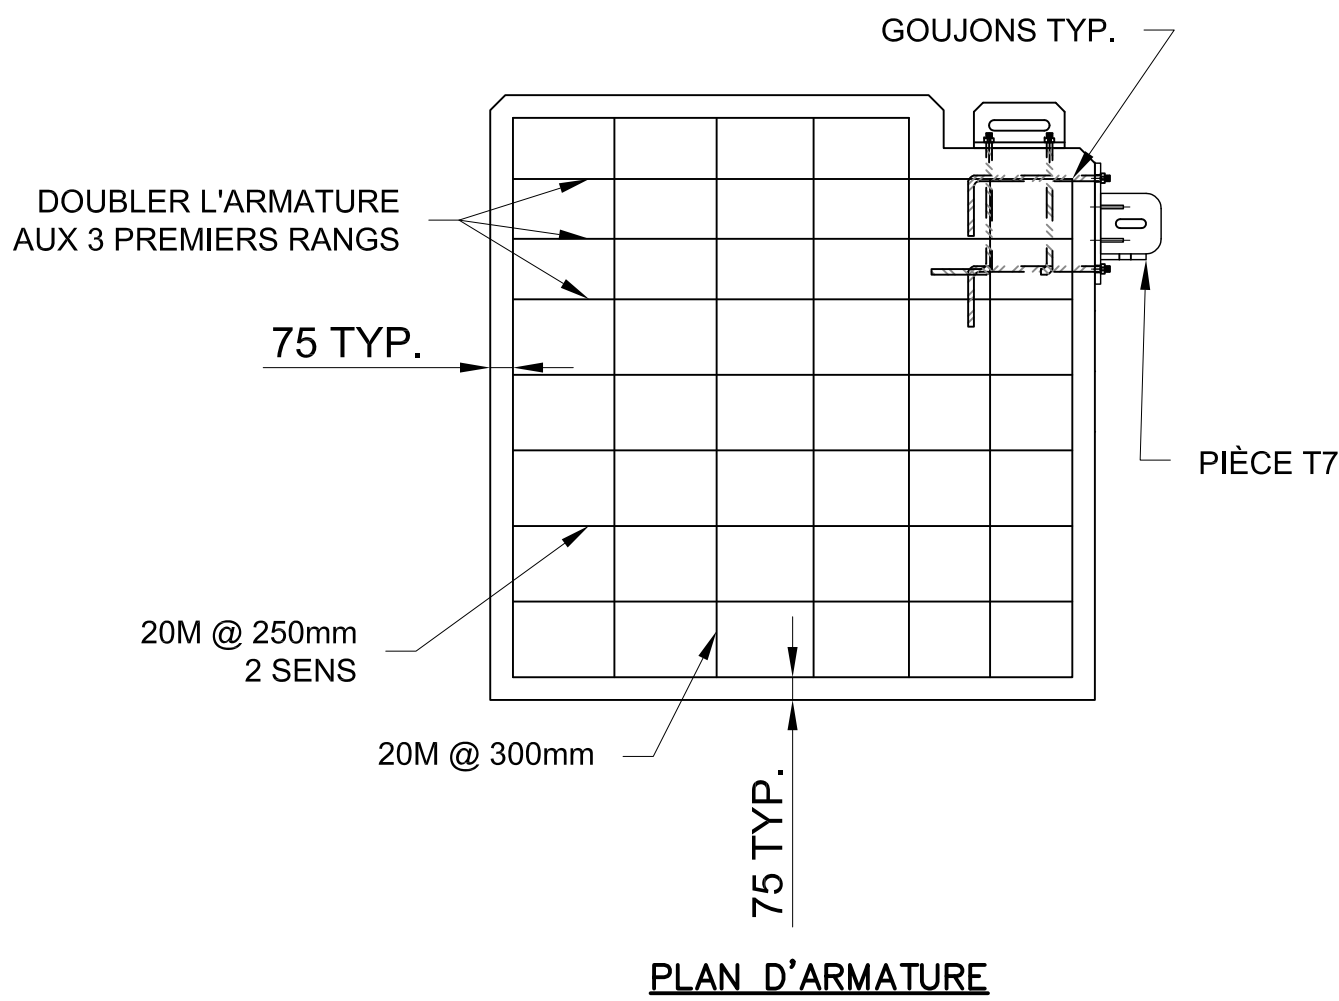 GOUJONS TYP.
DOUBLER L'ARMATURE
AUX 3 PREMIERS RANGS
75 TYP.
PIÈCE T7
20M @ 250mm
2 SENS
20M @ 300mm
75 TYP.
PLAN D'ARMATURE